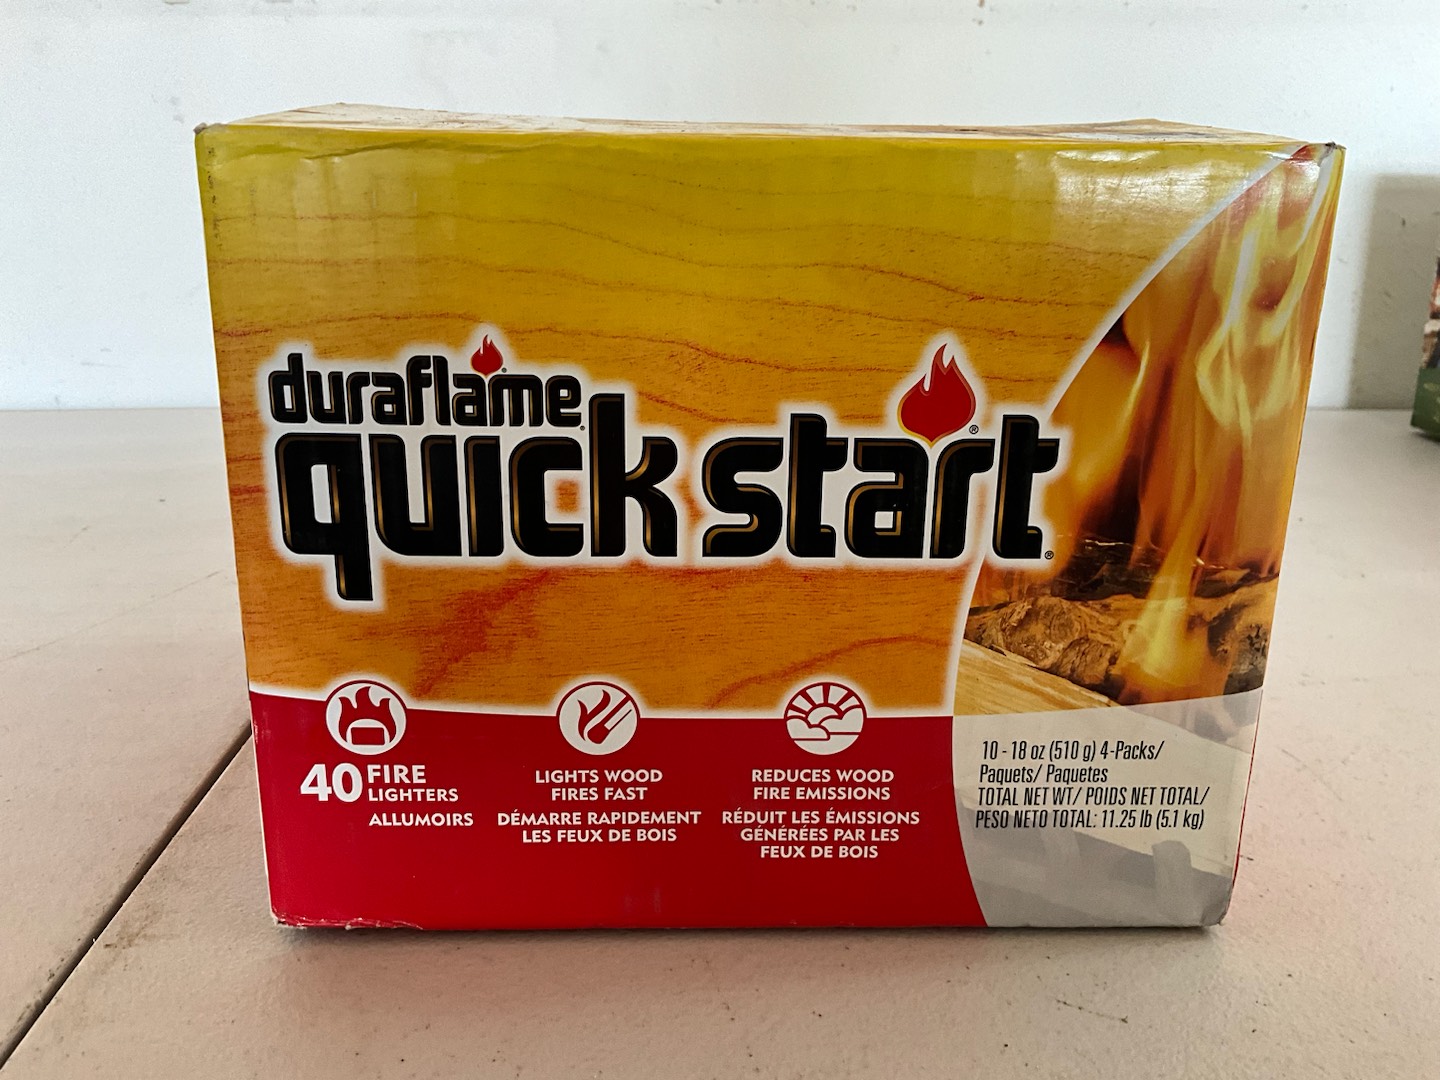 duraflame®
quick start®
40 FIRE
LIGHTERS
ALLUMOIRS
LIGHTS WOOD
FIRES FAST
DÉMARRE RAPIDEMENT
LES FEUX DE BOIS
REDUCES WOOD
FIRE EMISSIONS
RÉDUIT LES ÉMISSIONS
GÉNÉRÉES PAR LES
FEUX DE BOIS
10 - 18 oz (510 g) 4-Packs/
Paquets/ Paquetes
TOTAL NET WT/ POIDS NET TOTAL/
PESO NETO TOTAL: 11.25 lb (5.1 kg)